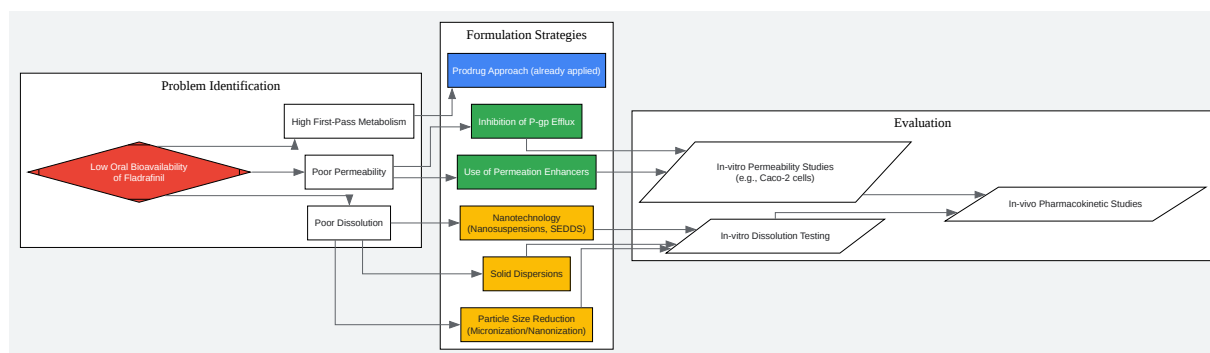 Problem Identification
Low Oral Bioavailability
of Fladrafinil
High First-Pass Metabolism
Poor Permeability
Poor Dissolution
Formulation Strategies
Prodrug Approach (already applied)
Inhibition of P-gp Efflux
Use of Permeation Enhancers
Nanotechnology
(Nanosuspensions, SEDDS)
Solid Dispersions
Particle Size Reduction
(Micronization/Nanonization)
Evaluation
In-vitro Permeability Studies
(e.g., Caco-2 cells)
In-vitro Dissolution Testing
In-vivo Pharmacokinetic Studies